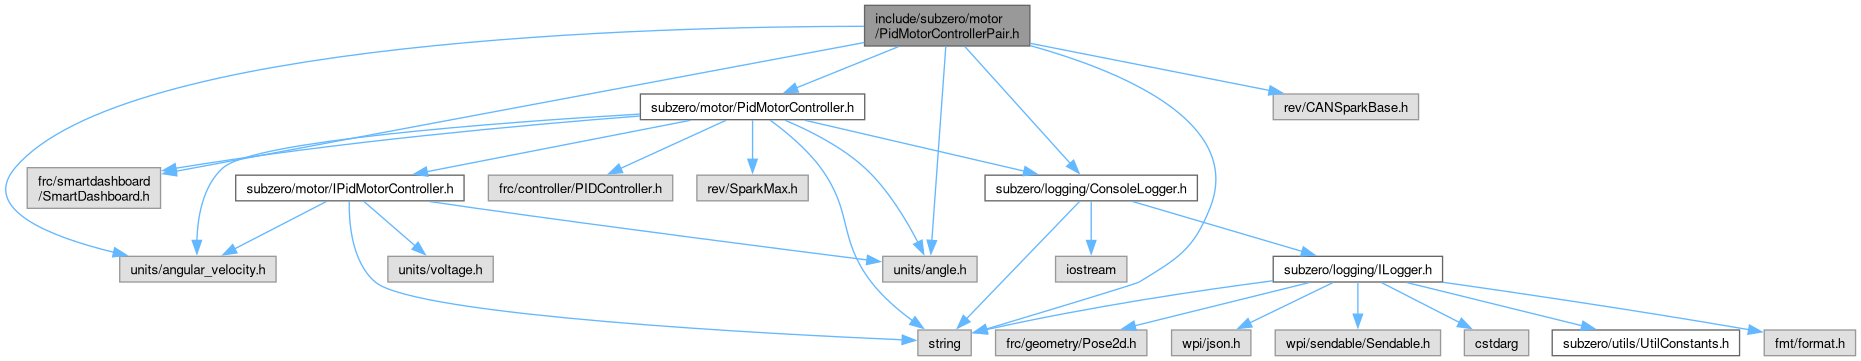 include/subzero/motor
/PidMotorControllerPair.h
subzero/motor/PidMotorController.h
rev/CANSparkBase.h
frc/smartdashboard
/SmartDashboard.h
subzero/motor/IPidMotorController.h
frc/controller/PIDController.h
rev/SparkMax.h
subzero/logging/ConsoleLogger.h
units/angular_velocity.h
units/voltage.h
units/angle.h
iostream
subzero/logging/ILogger.h
string
frc/geometry/Pose2d.h
wpi/json.h
wpi/sendable/Sendable.h
cstdarg
subzero/utils/UtilConstants.h
fmt/format.h